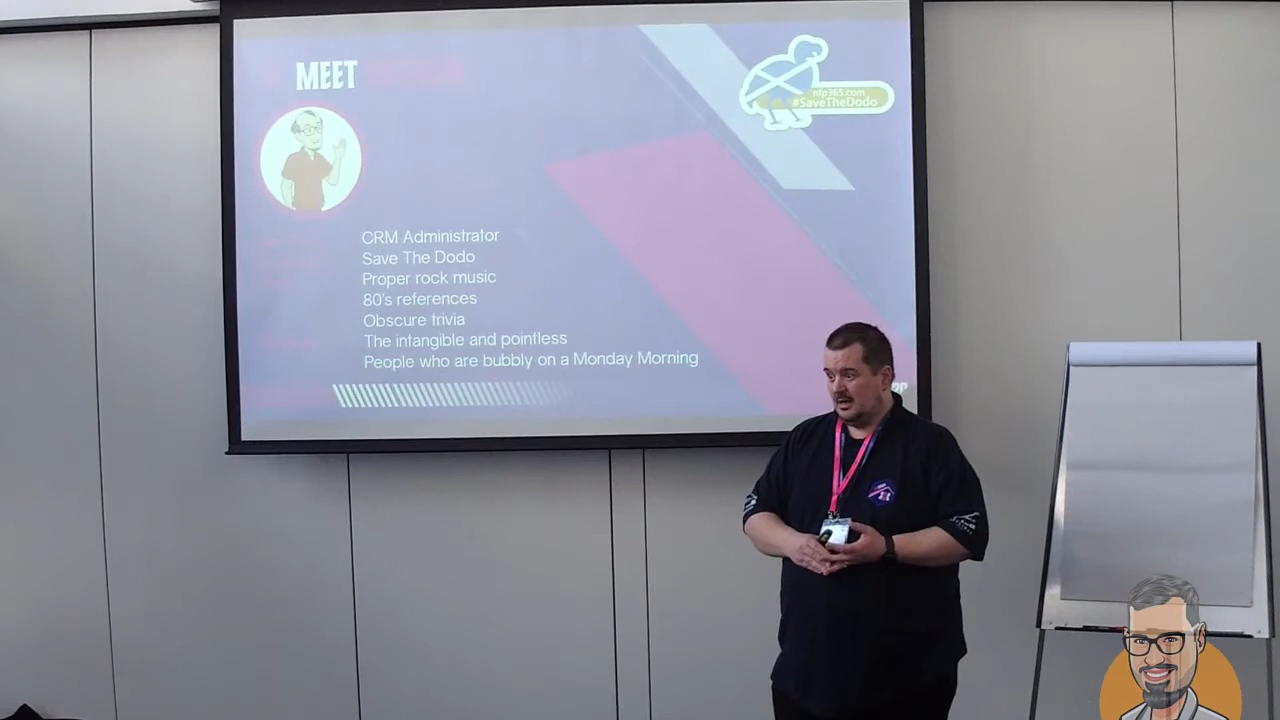 MEET
nfp365.com
#SaveTheDodo
CRM Administrator
Save The Dodo
Proper rock music
80's references
Obscure trivia
The intangible and pointless
People who are bubbly on a Monday Morning